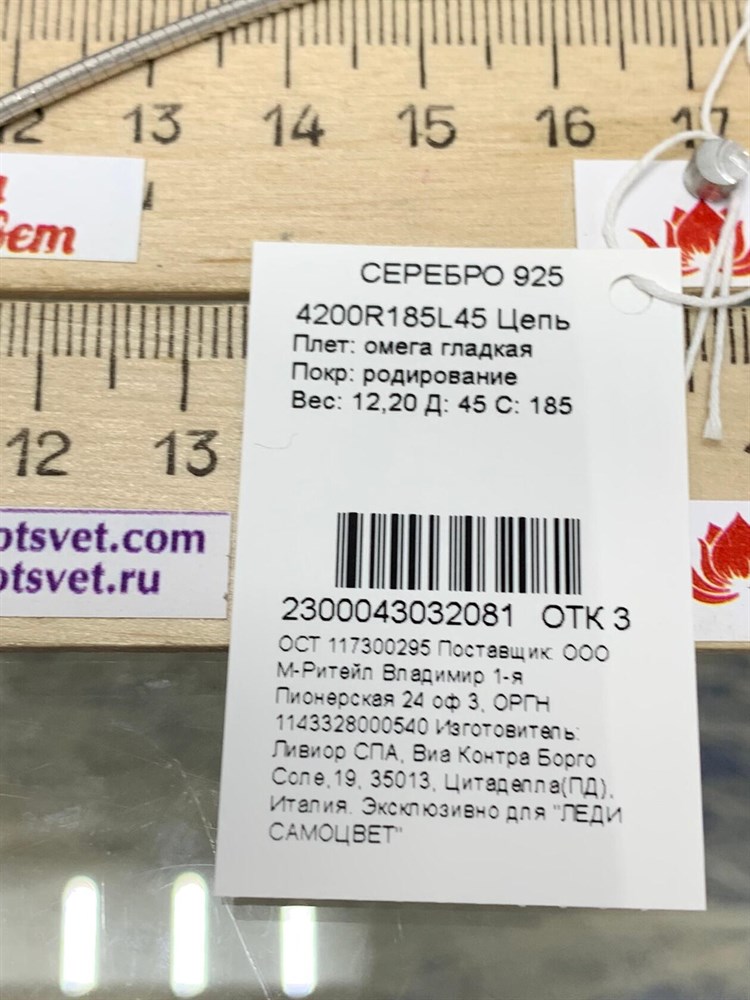 12 13 14 15 16 17
вет
12 13
otsvet.com
otsvet.ru
СЕРЕБРО 925
4200R185L45 Цепь
Плет: омега гладкая
Покр: родирование
Вес: 12,20 Д: 45 С: 185
2300043032081 ОТК 3
ОСТ 117300295 Поставщик: ООО
М-Ритейл Владимир 1-я
Пионерская 24 оф 3, ОРГН
1143328000540 Изготовитель:
Ливиор СПА, Виа Контра Борго
Соле,19, 35013, Цитаделла(ПД),
Италия. Эксклюзивно для "ЛЕДИ
САМОЦВЕТ"